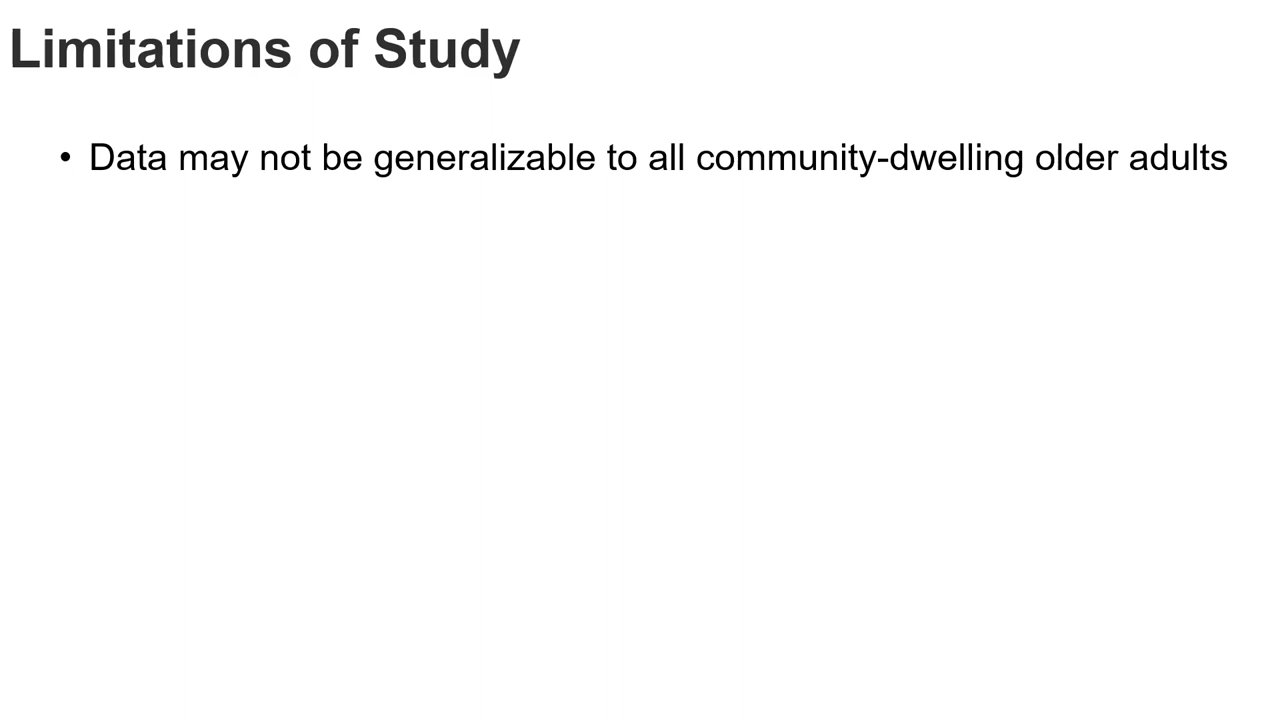 Limitations of Study
• Data may not be generalizable to all community-dwelling older adults